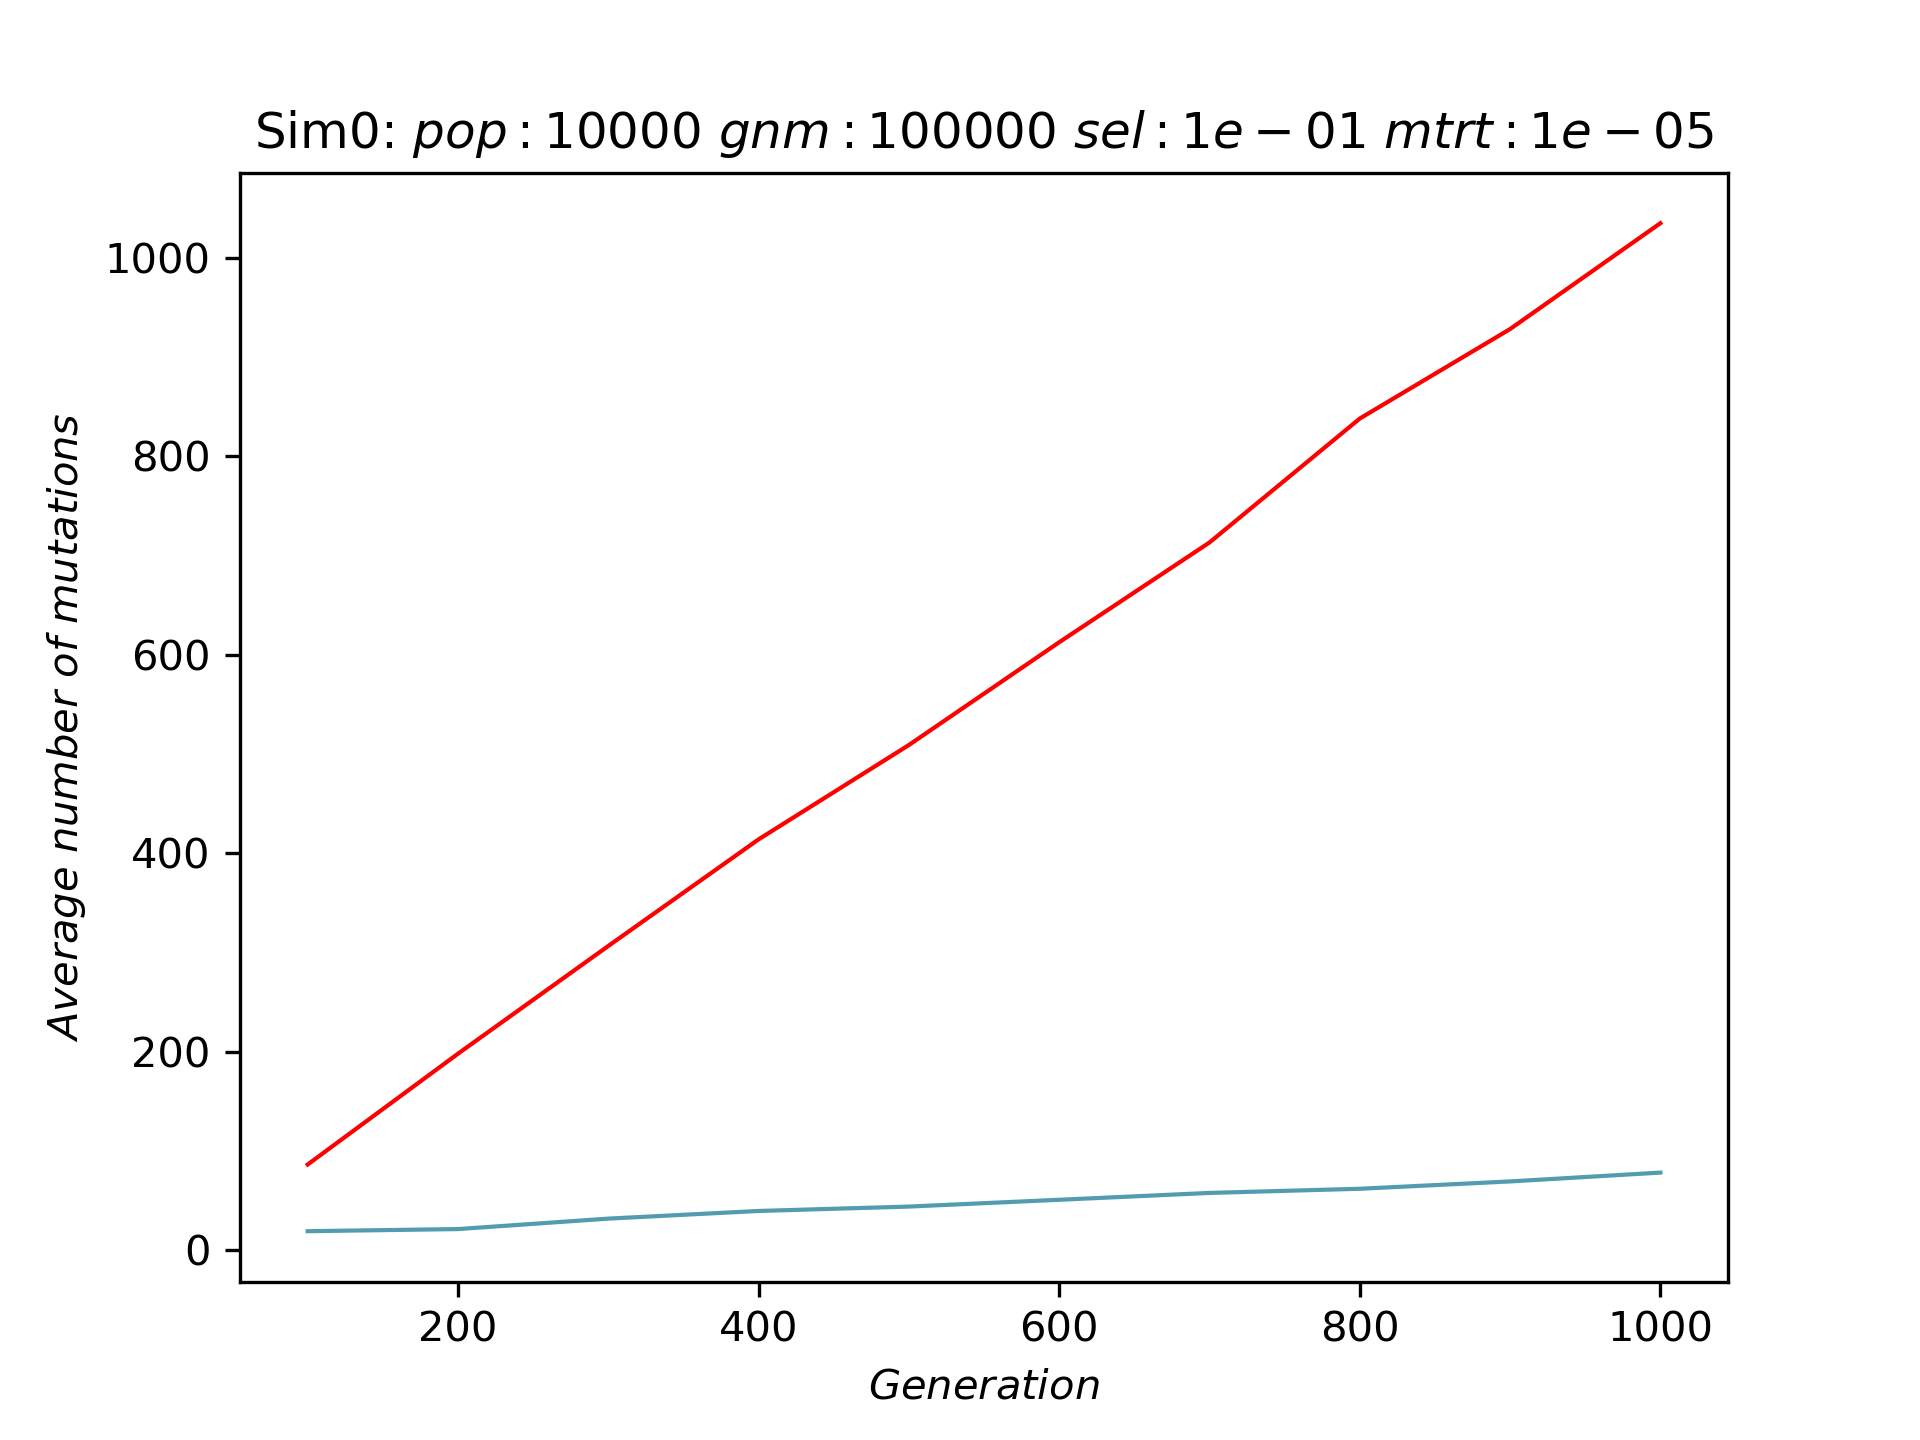 Sim0: pop : 10000 gnm : 100000 sel : 1e − 01 mtrt : 1e − 05
1000
800
600
400
200
0
Average number of mutations
200 400 600 800 1000
Generation